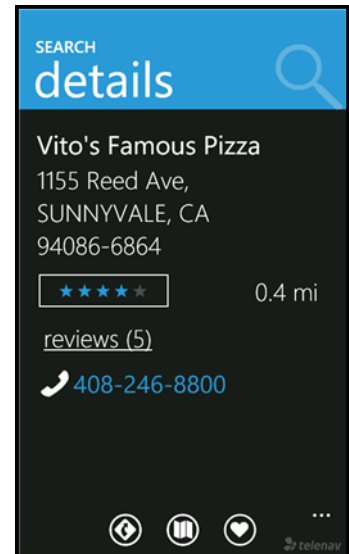 SEARCH
details
Vito's Famous Pizza
1155 Reed Ave,
SUNNYVALE, CA
94086-6864
0.4 mi
reviews (5)
408-246-8800
...
telenav